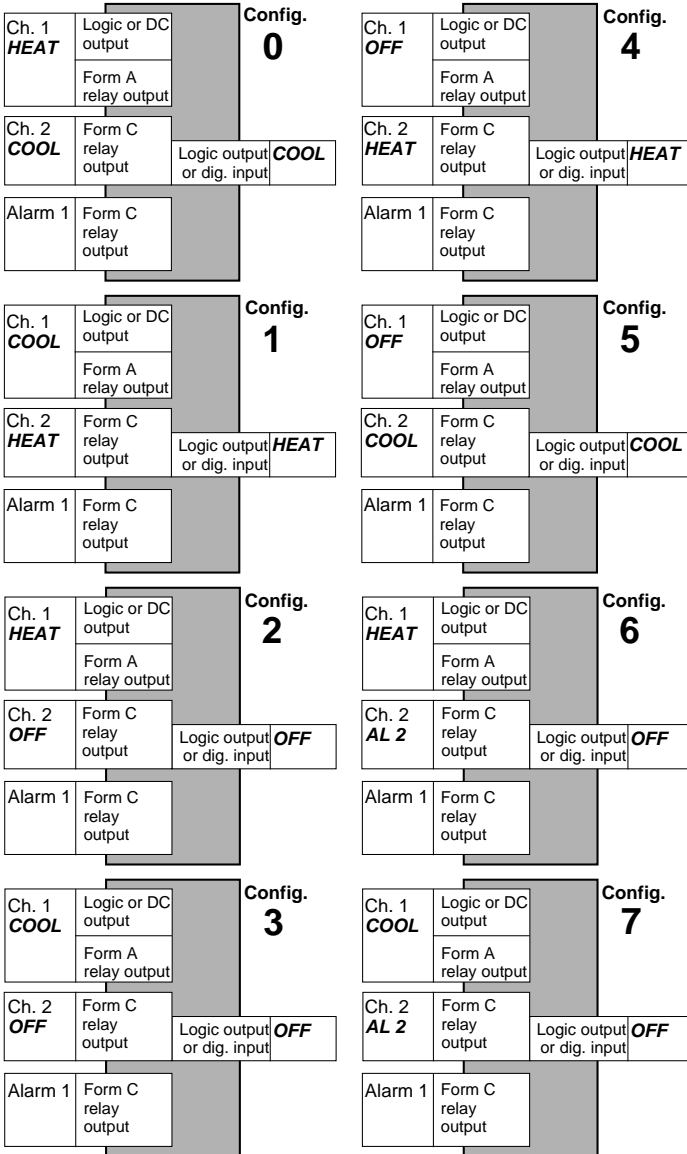 Config.
0
Ch. 1
HEAT
Logic or DC
output
Form A
relay output
Ch. 2
COOL
Form C
relay
output
Logic output
or dig. input
COOL
Alarm 1
Form C
relay
output
Config.
1
Ch. 1
COOL
Logic or DC
output
Form A
relay output
Ch. 2
HEAT
Form C
relay
output
Logic output
or dig. input
HEAT
Alarm 1
Form C
relay
output
Config.
2
Ch. 1
HEAT
Logic or DC
output
Form A
relay output
Ch. 2
OFF
Form C
relay
output
Logic output
or dig. input
OFF
Alarm 1
Form C
relay
output
Config.
3
Ch. 1
COOL
Logic or DC
output
Form A
relay output
Ch. 2
OFF
Form C
relay
output
Logic output
or dig. input
OFF
Alarm 1
Form C
relay
output
Config.
4
Ch. 1
OFF
Logic or DC
output
Form A
relay output
Ch. 2
HEAT
Form C
relay
output
Logic output
or dig. input
HEAT
Alarm 1
Form C
relay
output
Config.
5
Ch. 1
OFF
Logic or DC
output
Form A
relay output
Ch. 2
COOL
Form C
relay
output
Logic output
or dig. input
COOL
Alarm 1
Form C
relay
output
Config.
6
Ch. 1
HEAT
Logic or DC
output
Form A
relay output
Ch. 2
AL 2
Form C
relay
output
Logic output
or dig. input
OFF
Alarm 1
Form C
relay
output
Config.
7
Ch. 1
COOL
Logic or DC
output
Form A
relay output
Ch. 2
AL 2
Form C
relay
output
Logic output
or dig. input
OFF
Alarm 1
Form C
relay
output